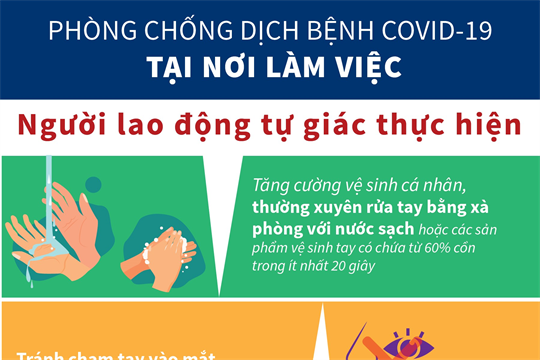 PHÒNG CHỐNG DỊCH BỆNH COVID-19
TẠI NƠI LÀM VIỆC
Người lao động tự giác thực hiện
Tăng cường vệ sinh cá nhân,
thường xuyên rửa tay bằng xà
phòng với nước sạch hoặc các sản
phẩm vệ sinh tay có chứa từ 60% cồn
trong ít nhất 20 giây
Tránh chạm tay vào mắt